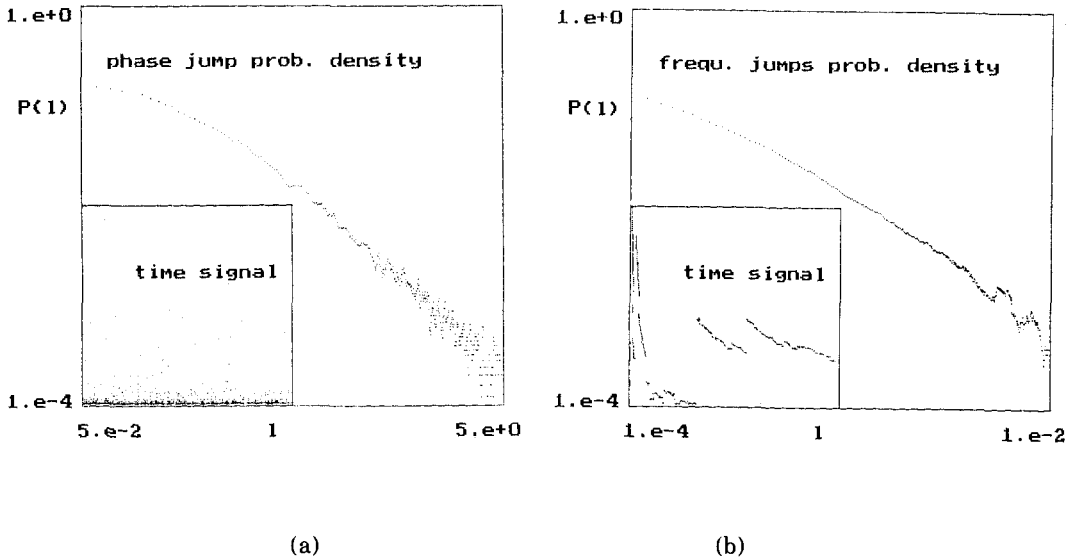 1.e+0
phase jump prob. density
P(1)
time signal
1.e-4
5.e-2
1
5.e+0
(a)
1.e+0
frequ. jumps prob. density
P(1)
time signal
1.e-4
1.e-4
1
1.e-2
(b)